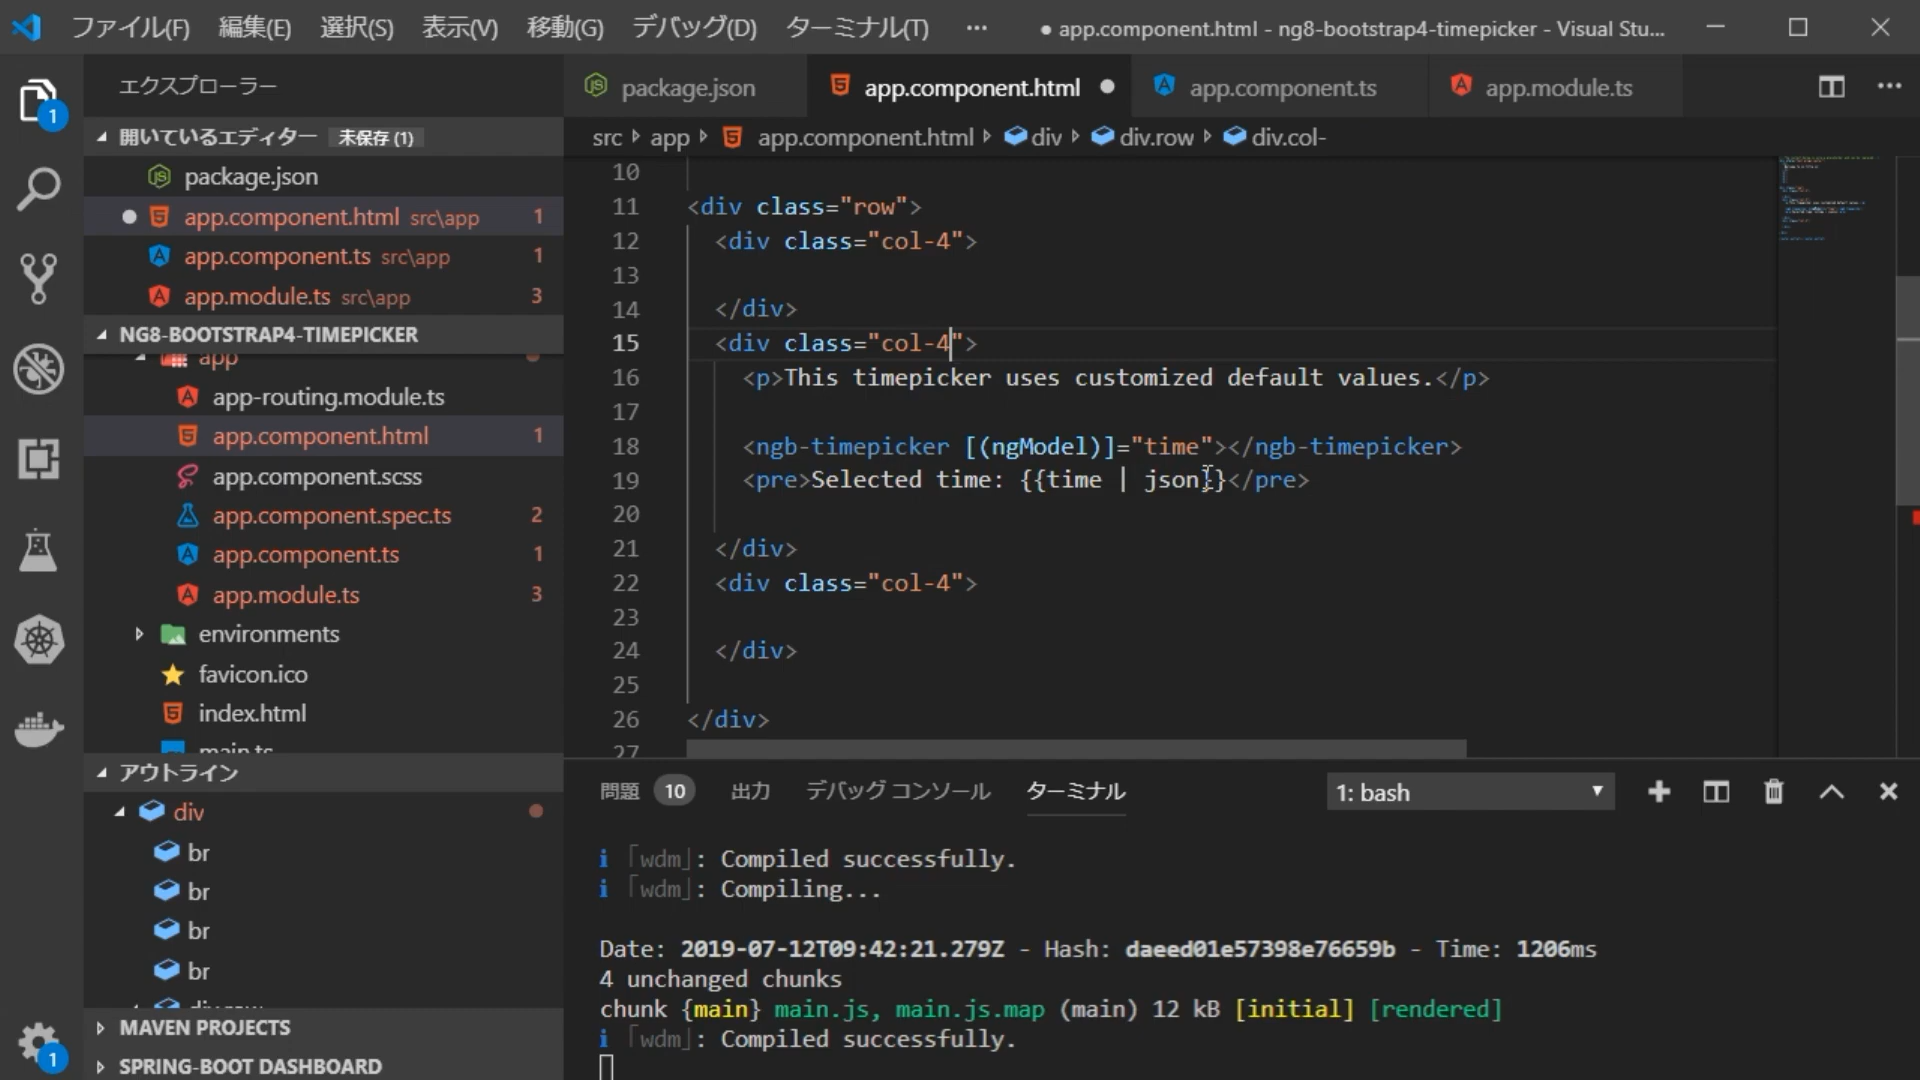 ファイル(F) 編集(E) 選択(S) 表示(V) 移動(G) デバッグ(D) ターミナル(T) ··· ● app.component.html - ng8-bootstrap4-timepicker - Visual Stu...
エクスプローラー
1
開いているエディター 未保存 (1)
package.json
app.component.html src\app 1
app.component.ts src\app 1
app.module.ts src\app 3
NG8-BOOTSTRAP4-TIMEPICKER
app
app-routing.module.ts
app.component.html 1
app.component.scss
app.component.spec.ts 2
app.component.ts 1
app.module.ts 3
environments
favicon.ico
index.html
main.ts
アウトライン
div
br
br
br
br
MAVEN PROJECTS
SPRING-BOOT DASHBOARD
1
package.json app.component.html ● app.component.ts app.module.ts
src app app.component.html div div.row div.col-
10
11 <div class="row">
12 <div class="col-4">
13
14 </div>
15 <div class="col-4">
16 <p>This timepicker uses customized default values.</p>
17
18 <ngb-timepicker [(ngModel)]="time"></ngb-timepicker>
19 <pre>Selected time: {{time | json}}</pre>
20
21 </div>
22 <div class="col-4">
23
24 </div>
25
26 </div>
27
問題 10 出力 デバッグ コンソール ターミナル 1: bash
i ｢wdm｣: Compiled successfully.
i ｢wdm｣: Compiling...
Date: 2019-07-12T09:42:21.279Z - Hash: daeed01e57398e76659b - Time: 1206ms
4 unchanged chunks
chunk {main} main.js, main.js.map (main) 12 kB [initial] [rendered]
i ｢wdm｣: Compiled successfully.